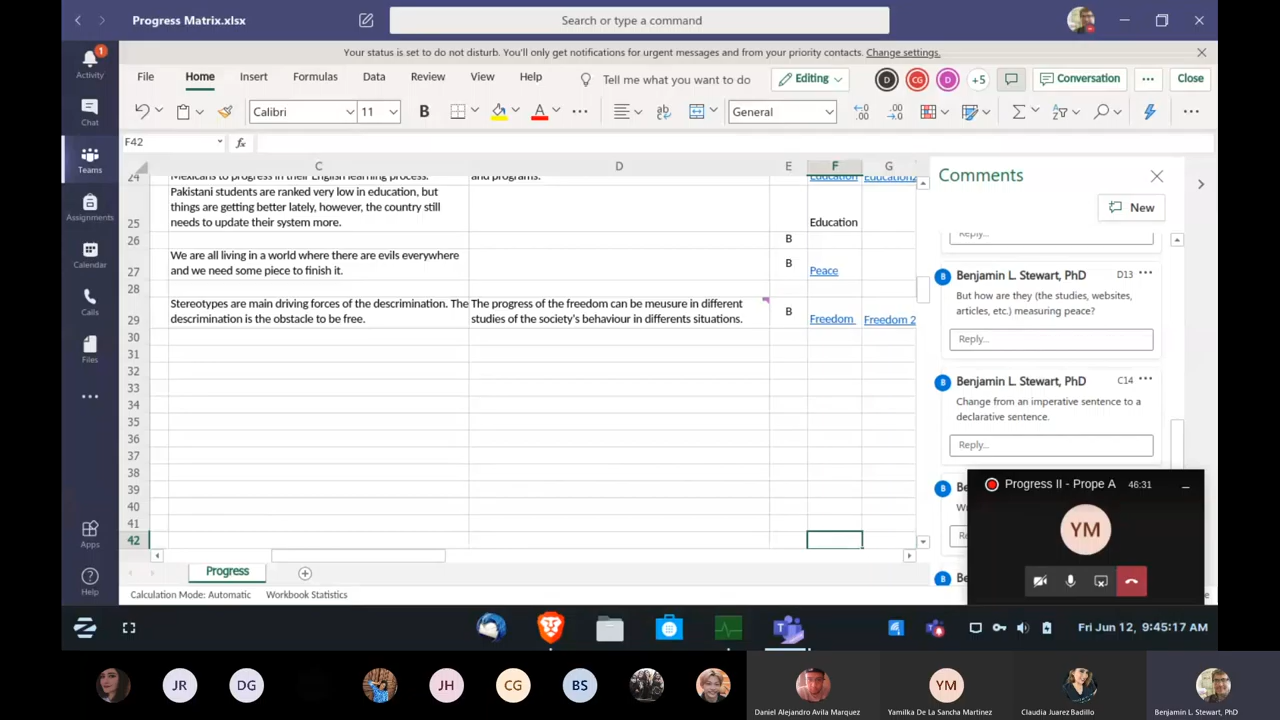 Progress Matrix.xlsx
Search or type a command
Your status is set to do not disturb. You'll only get notifications for urgent messages and from your priority contacts. Change settings.
1
Activity
Chat
Teams
Assignments
Calendar
Calls
Files
Apps
Help
File Home Insert Formulas Data Review View Help
Tell me what you want to do
Editing
D CG D +5
Conversation
Close
Calibri 11 B A General
F42 fx
C D E F G
24 Mexicans to progress in their English learning process. and programs. Education Education2
Pakistani students are ranked very low in education, but
things are getting better lately, however, the country still
25 needs to update their system more. Education
26 B
We are all living in a world where there are evils everywhere
27 and we need some piece to finish it. B Peace
28
Stereotypes are main driving forces of the descrimination. The The progress of the freedom can be meusure in different
29 descrimination is the obstacle to be free. studies of the society's behaviour in differents situations. B Freedom Freedom 2
30
31
32
33
34
35
36
37
38
39
40
41
42
Progress
Calculation Mode: Automatic Workbook Statistics
Comments
New
Reply...
B Benjamin L. Stewart, PhD D13
But how are they (the studies, websites,
articles, etc.) measuring peace?
Reply...
B Benjamin L. Stewart, PhD C14
Change from an imperative sentence to a
declarative sentence.
Reply...
B Be
B Be
Progress II - Prope A 46:31
YM
Fri Jun 12, 9:45:17 AM
JR DG JH CG BS YM
Daniel Alejandro Avila Marquez
Yamilka De La Sancha Martinez
Claudia Juarez Badillo
Benjamin L. Stewart, PhD